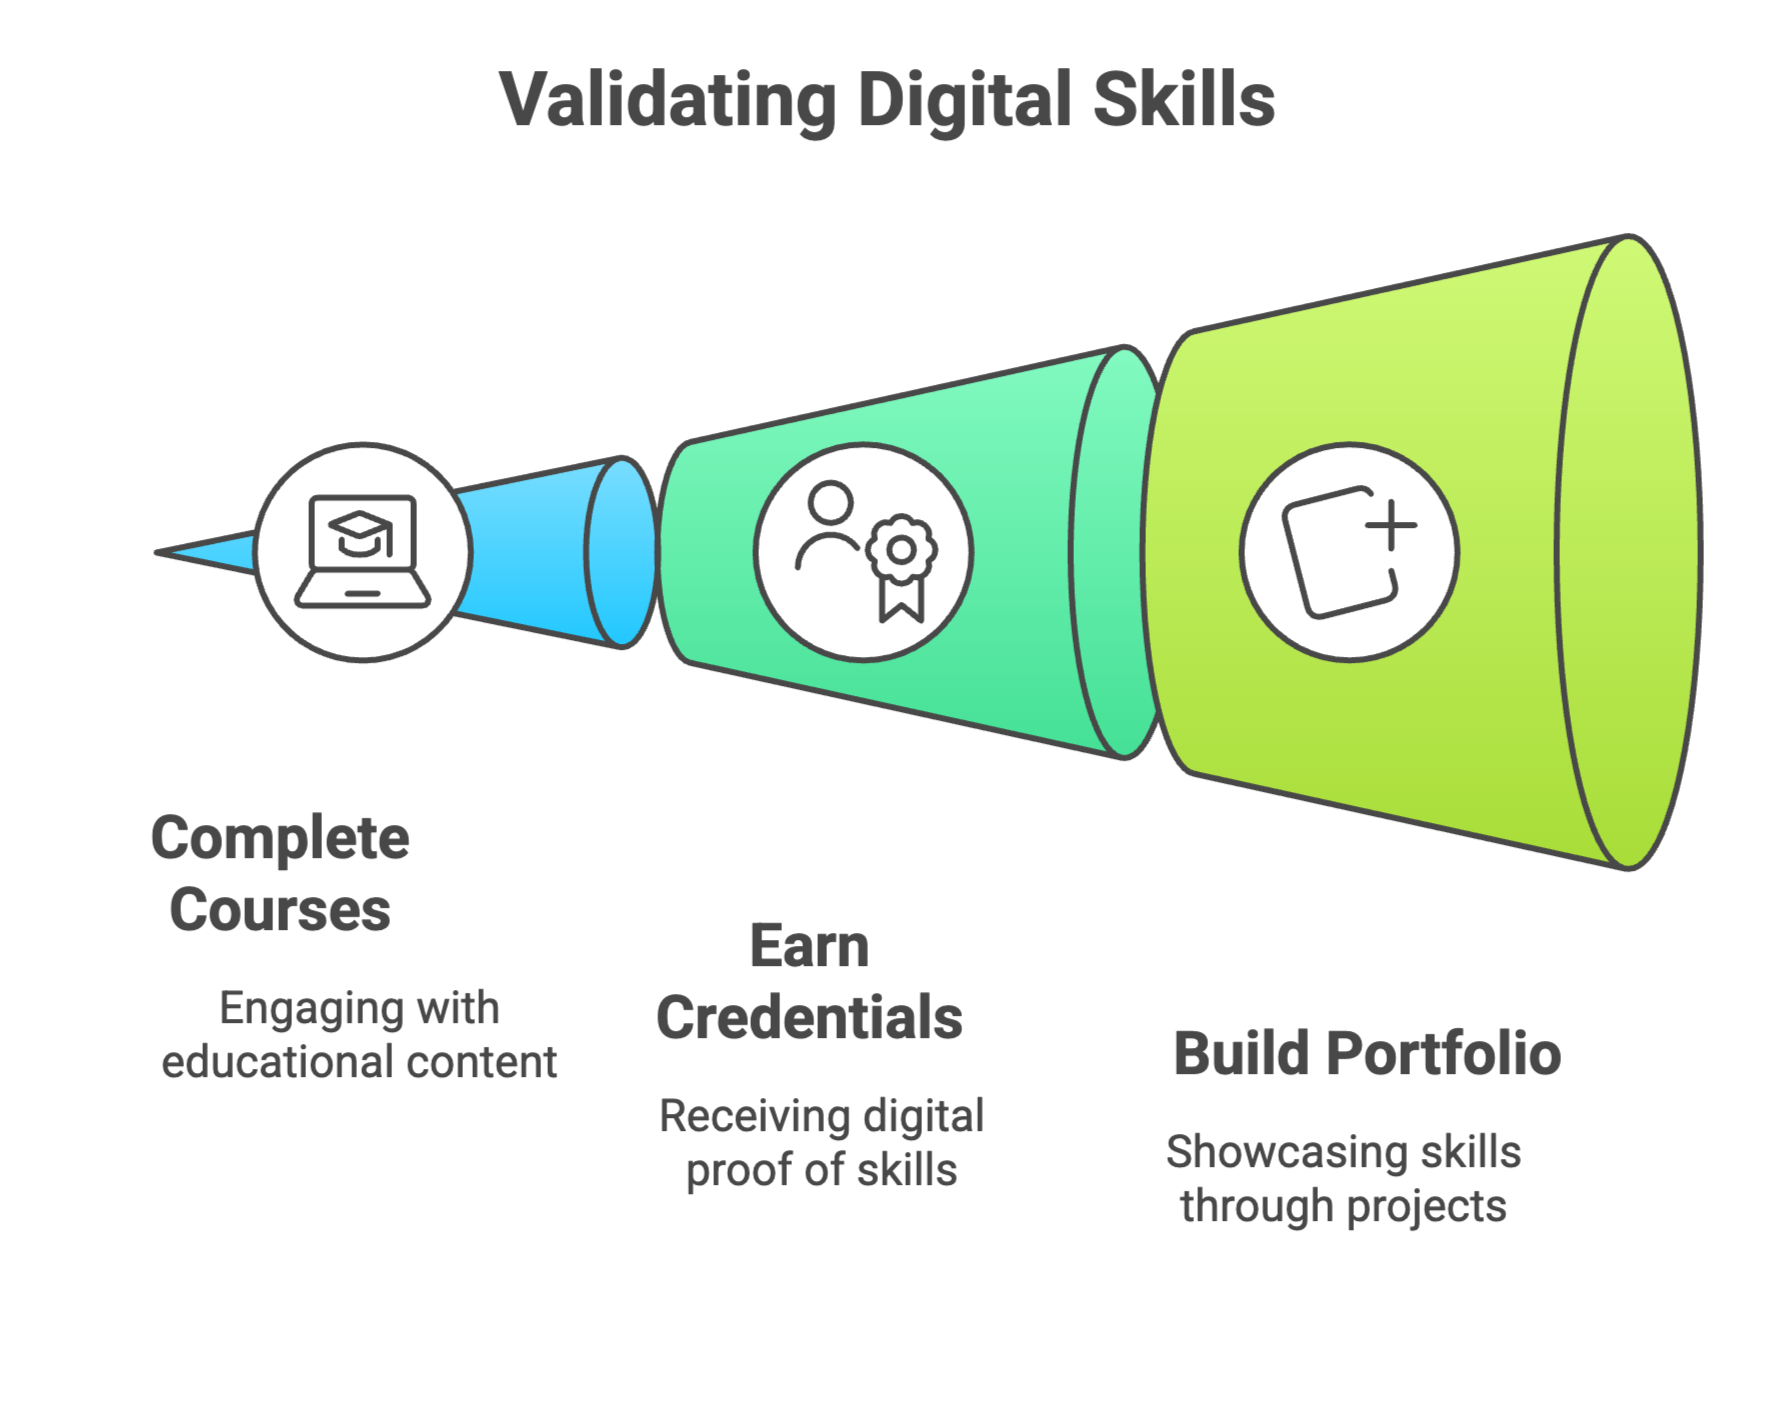 Validating Digital Skills
Complete
Courses
Engaging with
educational content
Earn
Credentials
Receiving digital
proof of skills
Build Portfolio
Showcasing skills
through projects